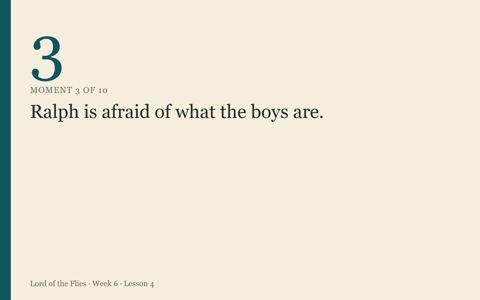 3
MOMENT 3 OF 10
Ralph is afraid of what the boys are.
Lord of the Flies · Week 6 · Lesson 4